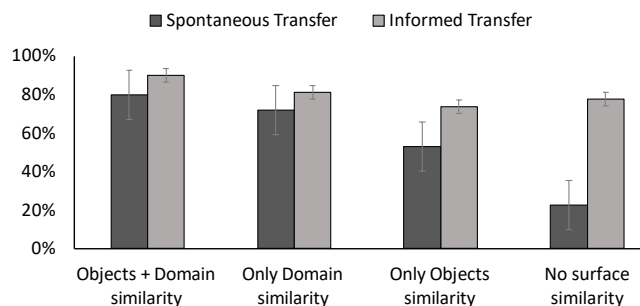 Spontaneous Transfer Informed Transfer
100%
80%
60%
40%
20%
0%
Objects + Domain similarity
Only Domain similarity
Only Objects similarity
No surface similarity